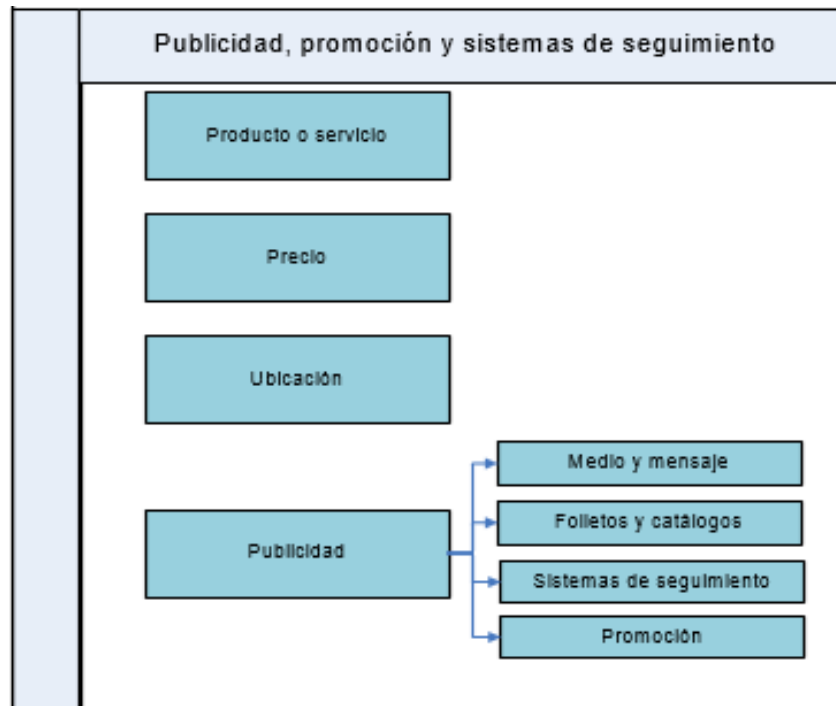 Publicidad, promoción y sistemas de seguimiento
Producto o servicio
Precio
Ubicación
Publicidad
Medio y mensaje
Folletos y catálogos
Sistemas de seguimiento
Promoción